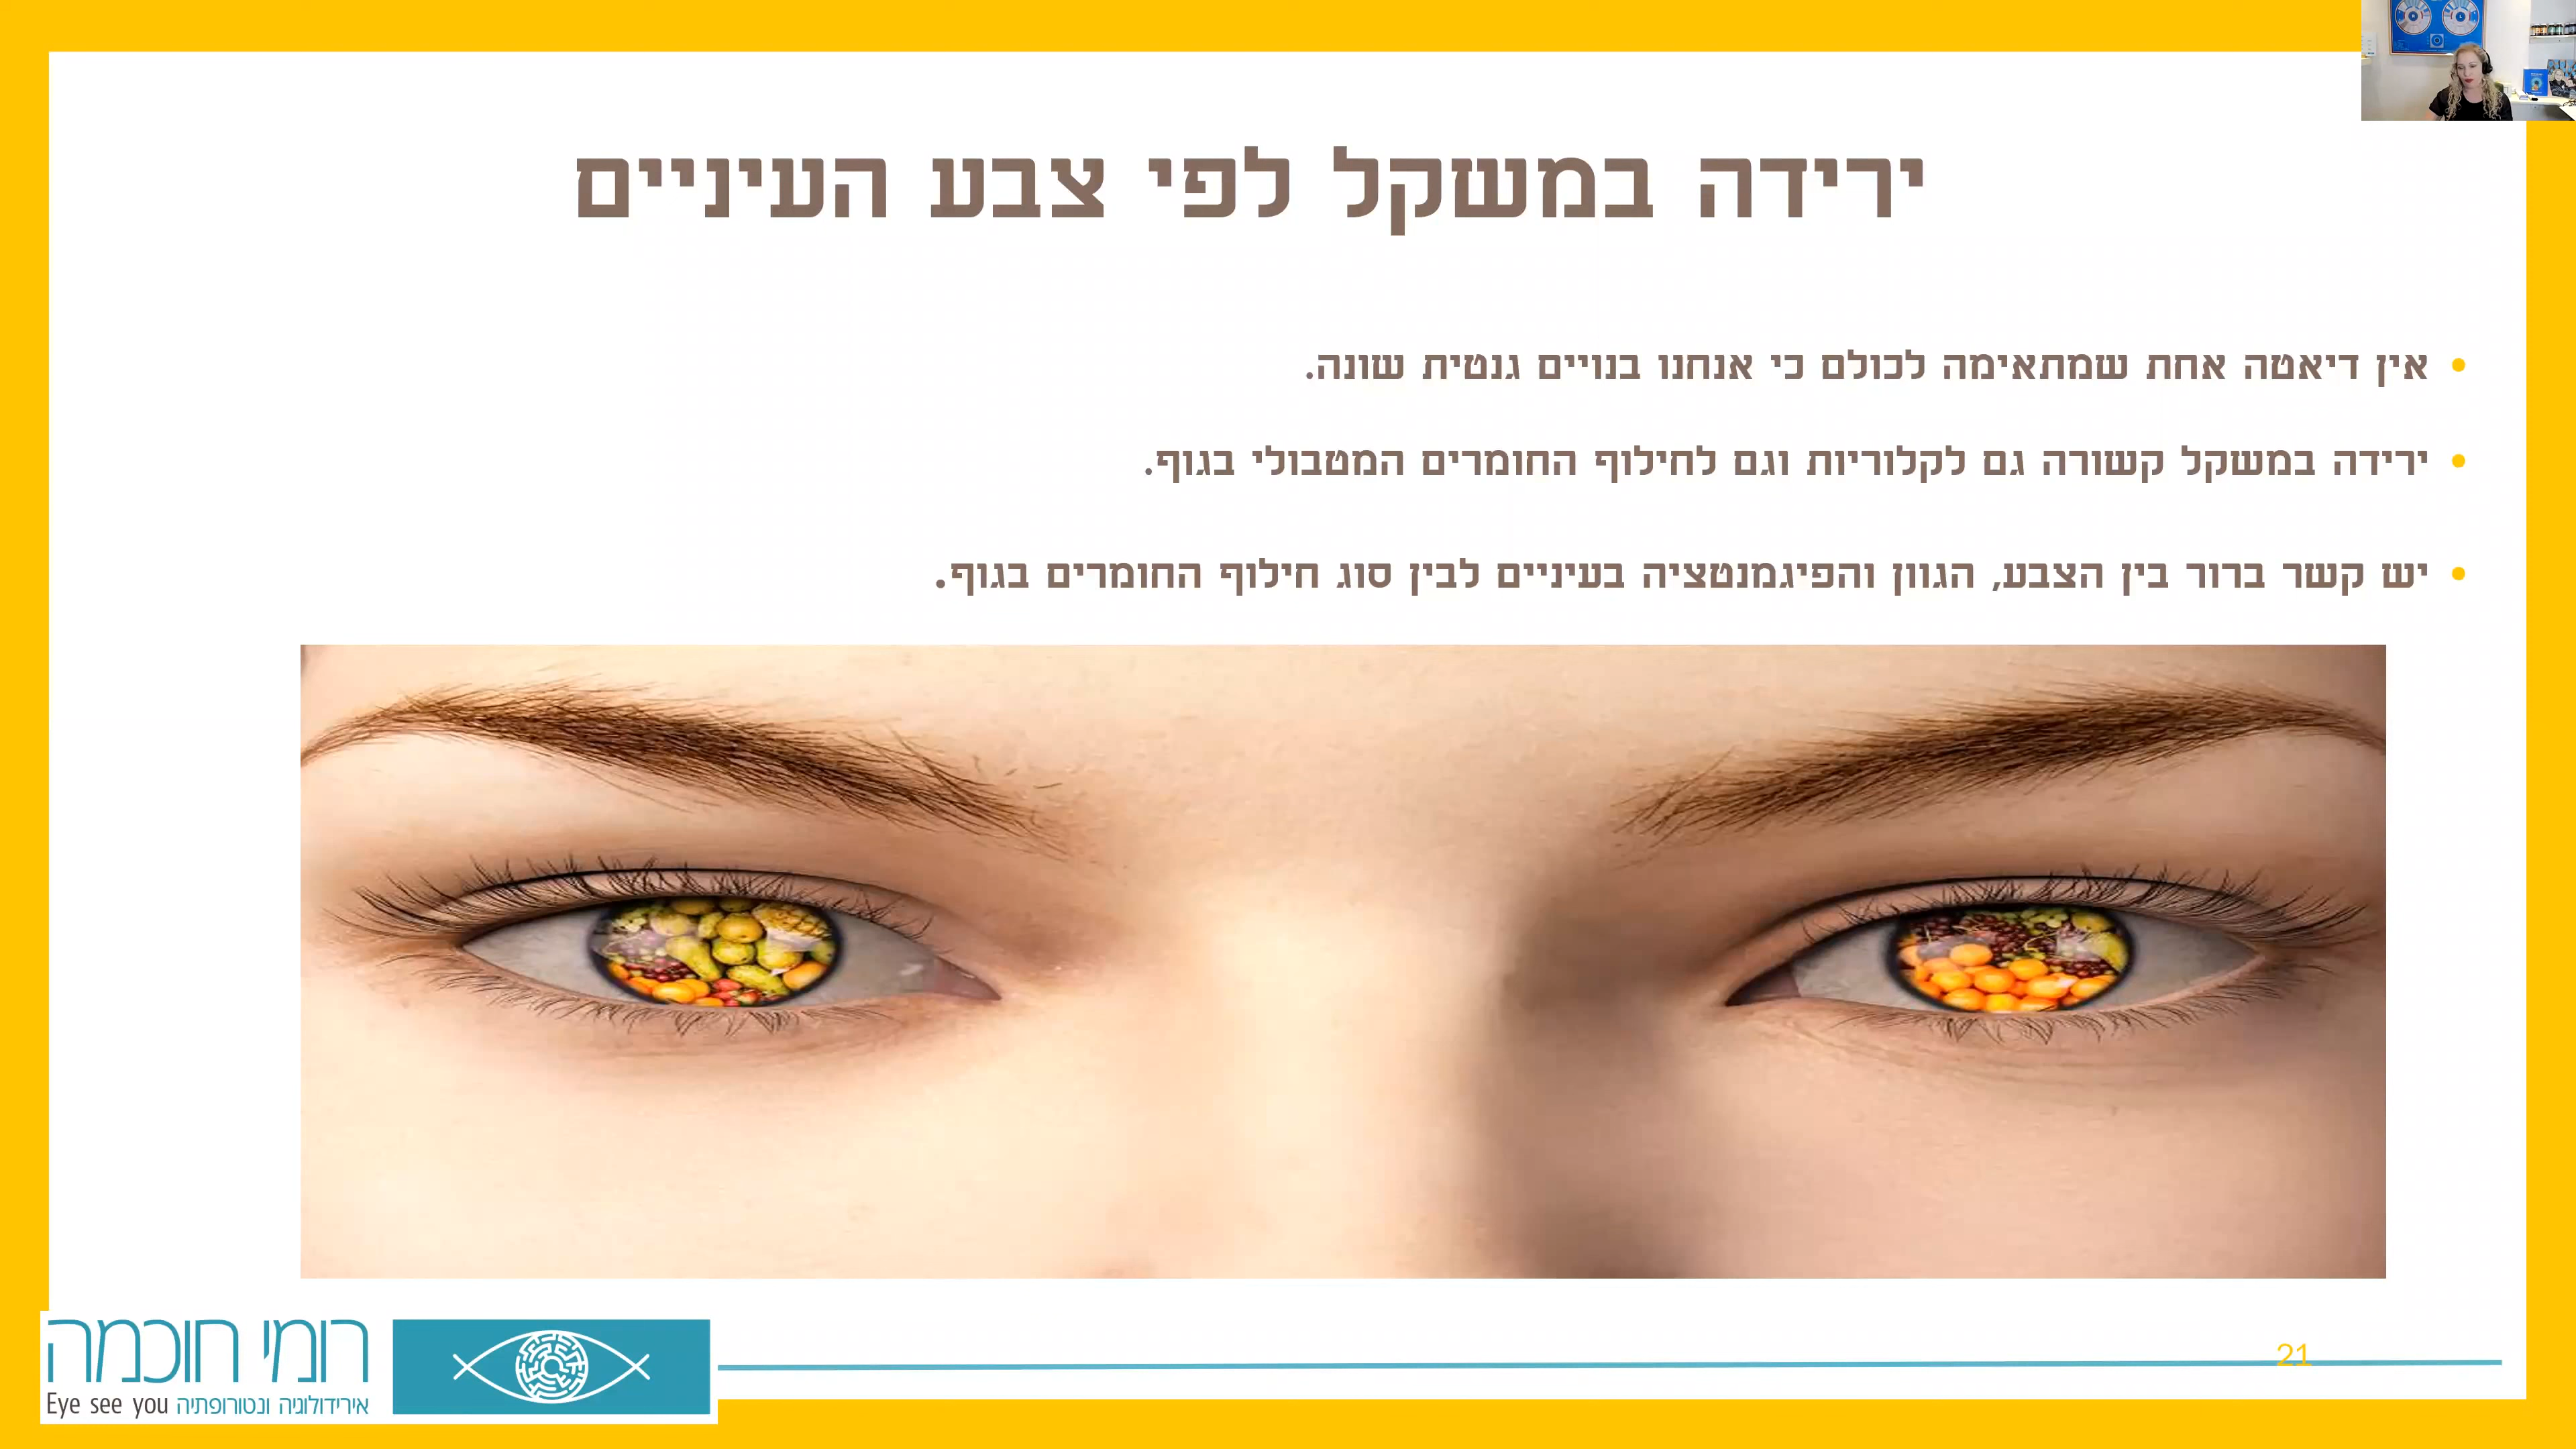 ירידה במשקל לפי צבע העיניים
• אין דיאטה אחת שמתאימה לכולם כי אנחנו בנויים גנטית שונה.
• ירידה במשקל קשורה גם לקלוריות וגם לחילוף החומרים המטבולי בגוף.
• יש קשר ברור בין הצבע, הגוון והפיגמנטציה בעיניים לבין סוג חילוף החומרים בגוף.
רומי חוכמה
אירידולוגיה ונטורופתיה Eye see you
21